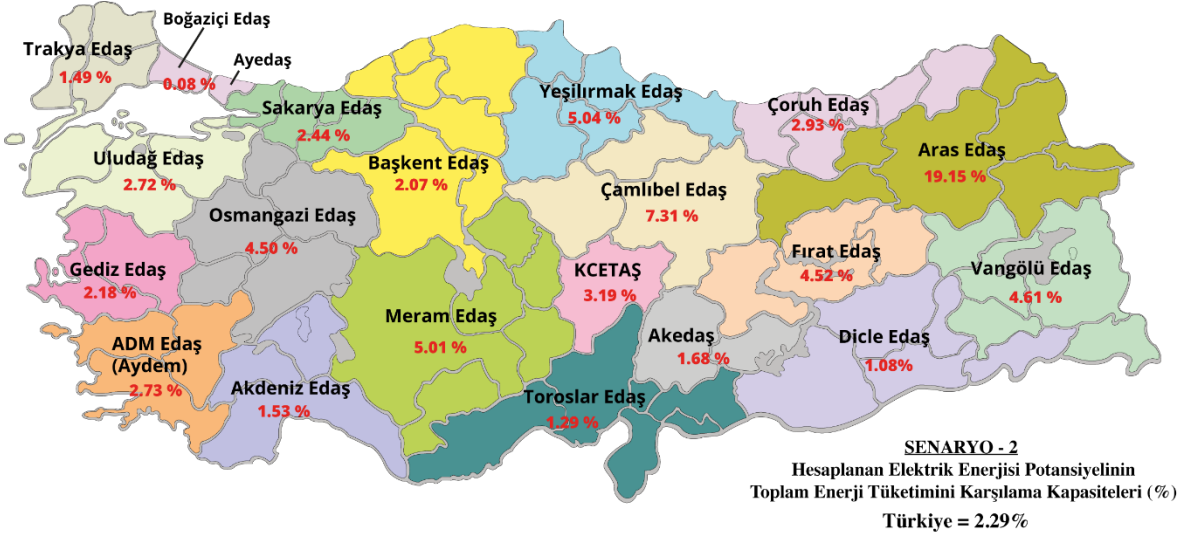 Boğaziçi Edaş
Trakya Edaş
1.49 %
0.08 %
Ayedaş
Sakarya Edaş
2.44 %
Yeşilırmak Edaş
5.04 %
Çoruh Edaş
2.93 %
Uludağ Edaş
2.72 %
Başkent Edaş
2.07 %
Aras Edaş
19.15 %
Çamlıbel Edaş
7.31 %
Osmangazi Edaş
4.50 %
Gediz Edaş
2.18 %
KCETAŞ
3.19 %
Fırat Edaş
4.52 %
Vangölü Edaş
4.61 %
Meram Edaş
5.01 %
Akedaş
1.68 %
Dicle Edaş
1.08%
ADM Edaş
(Aydem)
2.73 %
Akdeniz Edaş
1.53 %
Toroslar Edaş
1.29 %
SENARYO - 2
Hesaplanan Elektrik Enerjisi Potansiyelinin
Toplam Enerji Tüketimini Karşılama Kapasiteleri (%)
Türkiye = 2.29%